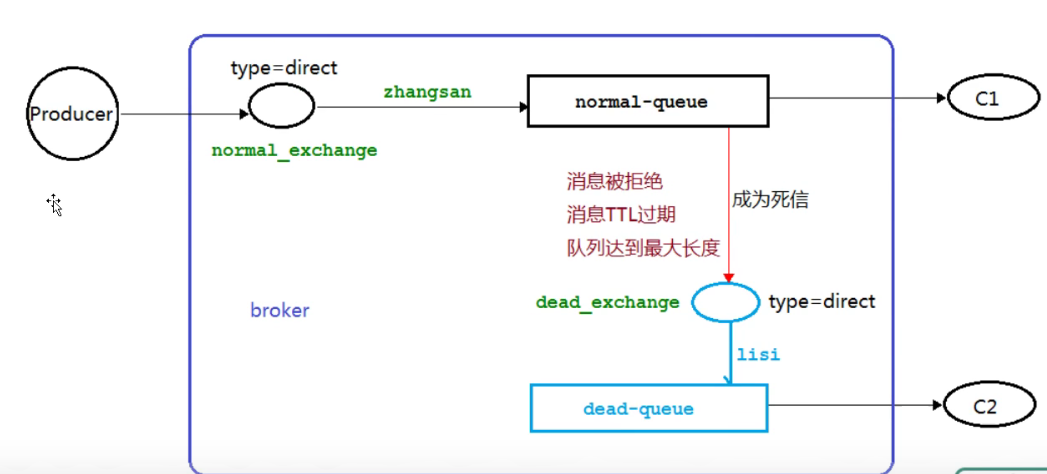 type=direct
zhangsan
Producer
normal-queue
C1
normal_exchange
消息被拒绝
消息TTL过期
成为死信
队列达到最大长度
dead_exchange
type=direct
broker
lisi
dead-queue
C2